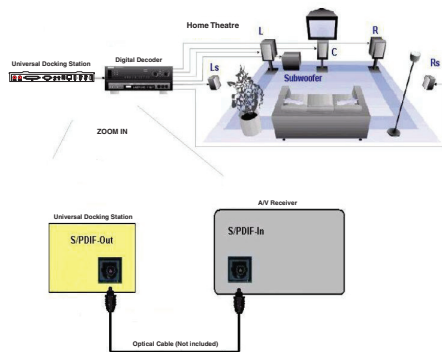 Home Theatre
L
R
C
Universal Docking Station
Digital Decoder
Ls
Rs
Subwoofer
ZOOM IN
Universal Docking Station
A/V Receiver
S/PDIF-Out
S/PDIF-In
Optical Cable (Not included)